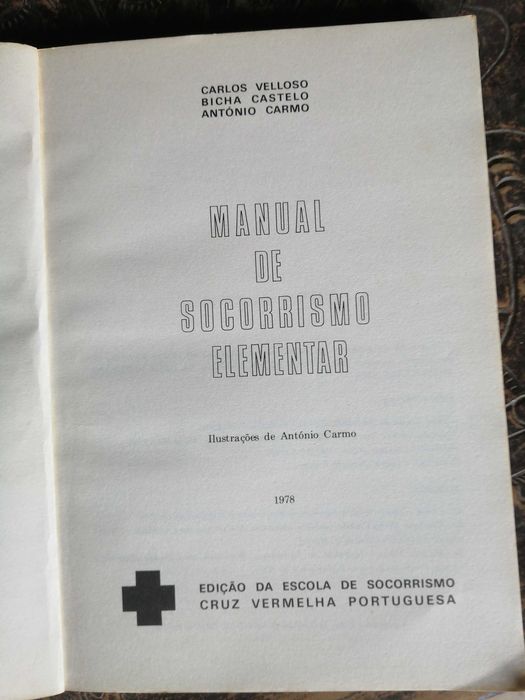 CARLOS VELLOSO
BICHA CASTELO
ANTÓNIO CARMO
MANUAL
DE
SOCORRISMO
ELEMENTAR
Ilustrações de António Carmo
1978
EDIÇÃO DA ESCOLA DE SOCORRISMO
CRUZ VERMELHA PORTUGUESA